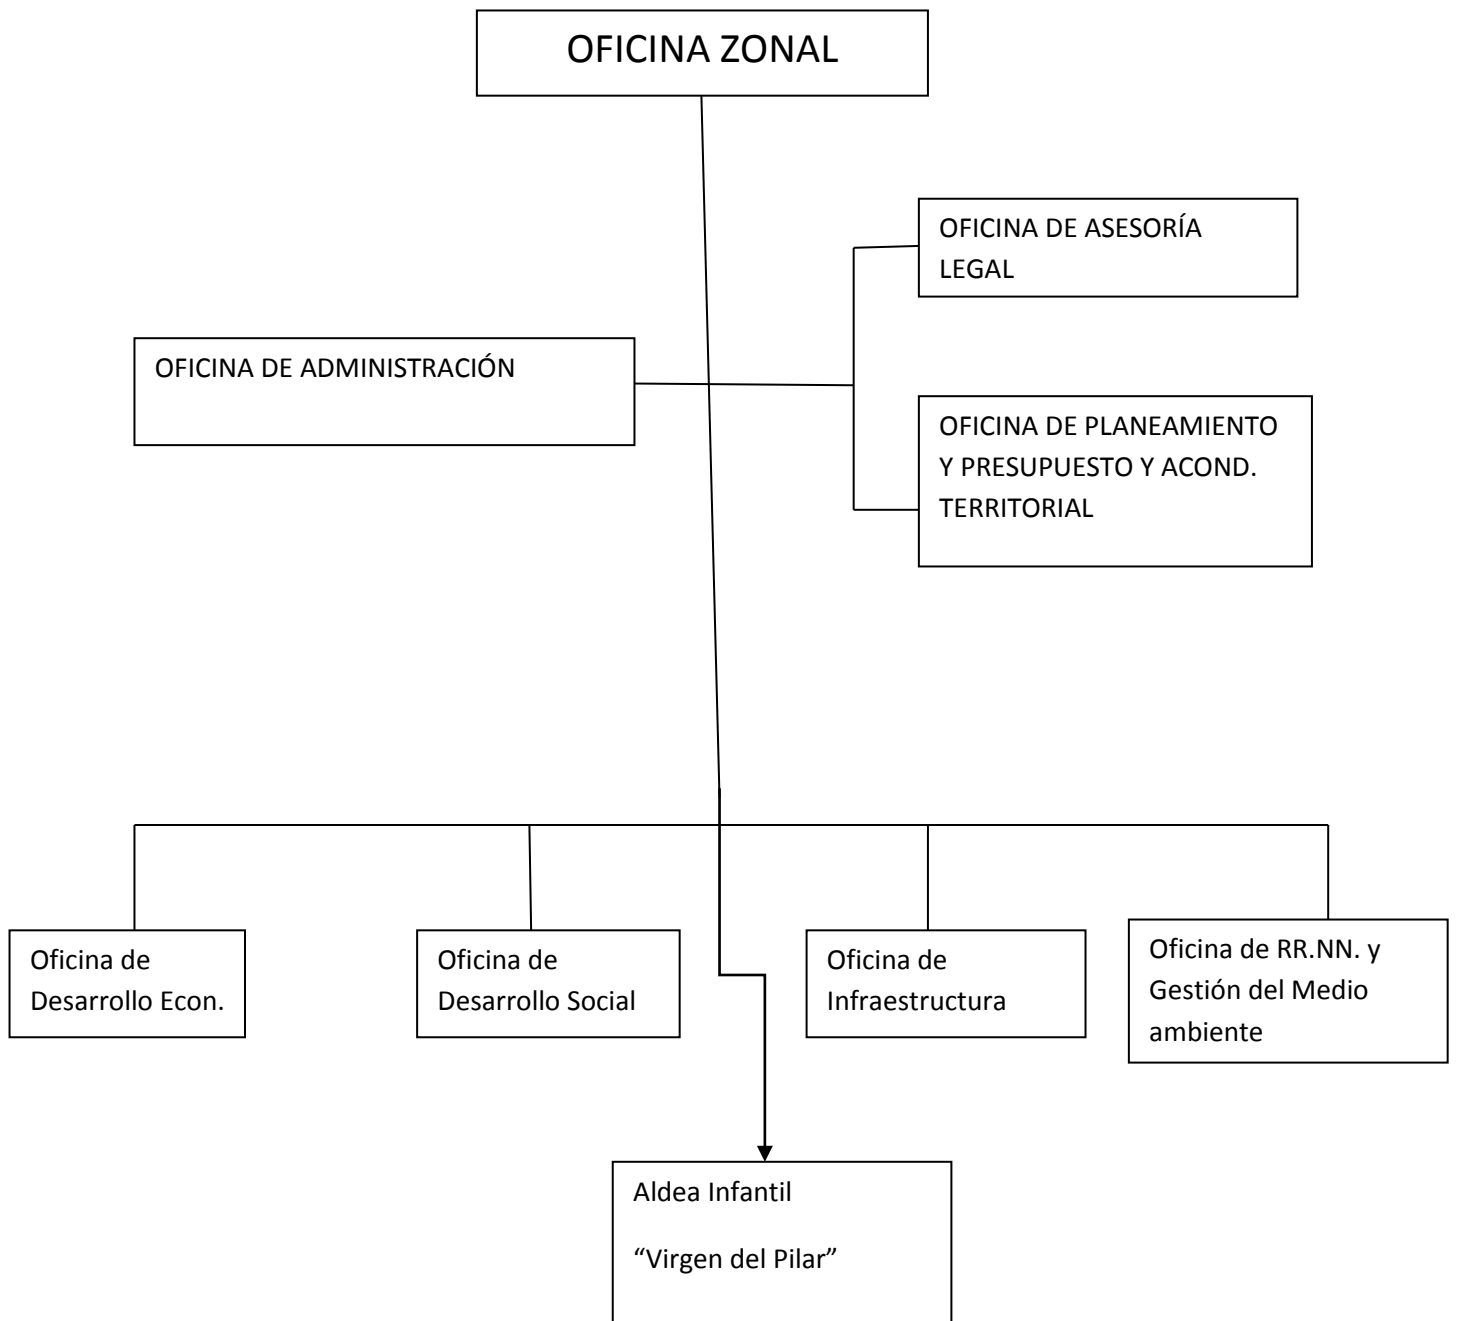 OFICINA ZONAL
OFICINA DE ASESORÍA
LEGAL
OFICINA DE ADMINISTRACIÓN
OFICINA DE PLANEAMIENTO
Y PRESUPUESTO Y ACOND.
TERRITORIAL
Oficina de
Desarrollo Econ.
Oficina de
Desarrollo Social
Oficina de
Infraestructura
Oficina de RR.NN. y
Gestión del Medio
ambiente
Aldea Infantil
“Virgen del Pilar”